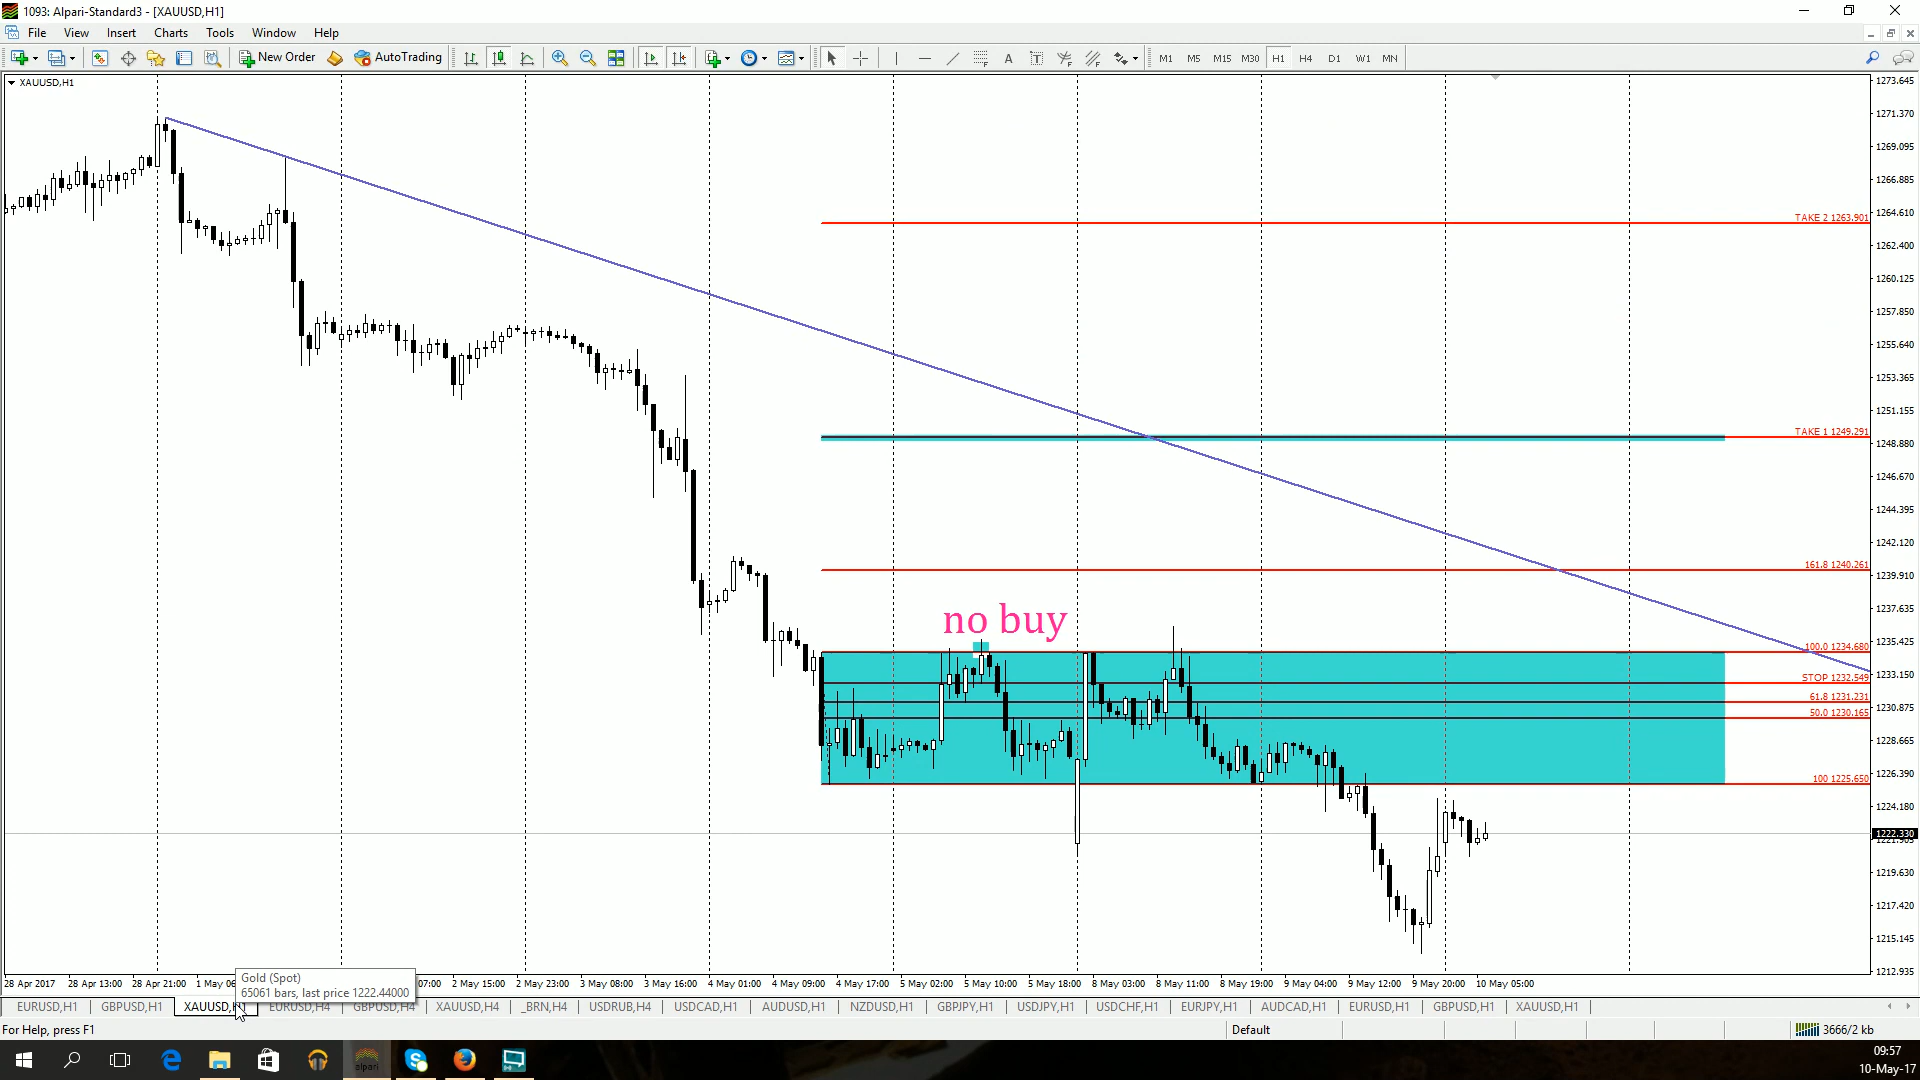 1093: Alpari-Standard3 - [XAUUSD,H1]
File View Insert Charts Tools Window Help
New Order AutoTrading A T M1 M5 M15 M30 H1 H4 D1 W1 MN
XAUUSD,H1
1273.645
1271.370
1269.095
1266.885
1264.610
TAKE 2 1263.901
1262.400
1260.125
1257.850
1255.640
1253.365
1251.155
TAKE 1 1249.291
1248.880
1246.670
1244.395
1242.120
161.8 1240.261
1239.910
1237.635
no buy
1235.425
100.0 1234.680
1233.150
STOP 1232.549
61.8 1231.231
1230.875
50.0 1230.165
1228.665
1226.390
100 1225.650
1224.180
1222.330
1221.905
1219.630
1217.420
1215.145
1212.935
28 Apr 2017 28 Apr 13:00 28 Apr 21:00 1 May 0 07:00 2 May 15:00 2 May 23:00 3 May 08:00 3 May 16:00 4 May 01:00 4 May 09:00 4 May 17:00 5 May 02:00 5 May 10:00 5 May 18:00 8 May 03:00 8 May 11:00 8 May 19:00 9 May 04:00 9 May 12:00 9 May 20:00 10 May 05:00
Gold (Spot)
65061 bars, last price 1222.44000
EURUSD,H1 GBPUSD,H1 XAUUSD,H1 EURUSD,H4 GBPUSD,H4 XAUUSD,H4 _BRN,H4 USDRUB,H4 USDCAD,H1 AUDUSD,H1 NZDUSD,H1 GBPJPY,H1 USDJPY,H1 USDCHF,H1 EURJPY,H1 AUDCAD,H1 EURUSD,H1 GBPUSD,H1 XAUUSD,H1
For Help, press F1 Default 3666/2 kb
alpari
09:57
10-May-17